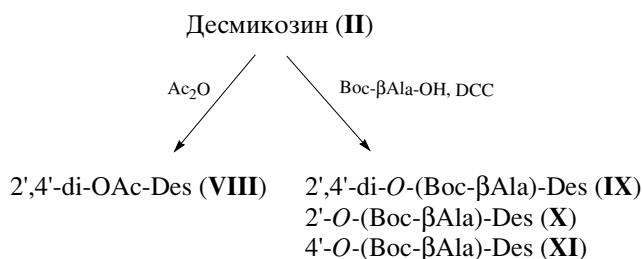 Десмикозин (II)
Ac2O
Boc-βAla-OH, DCC
2',4'-di-OAc-Des (VIII)
2',4'-di-O-(Boc-βAla)-Des (IX)
2'-O-(Boc-βAla)-Des (X)
4'-O-(Boc-βAla)-Des (XI)